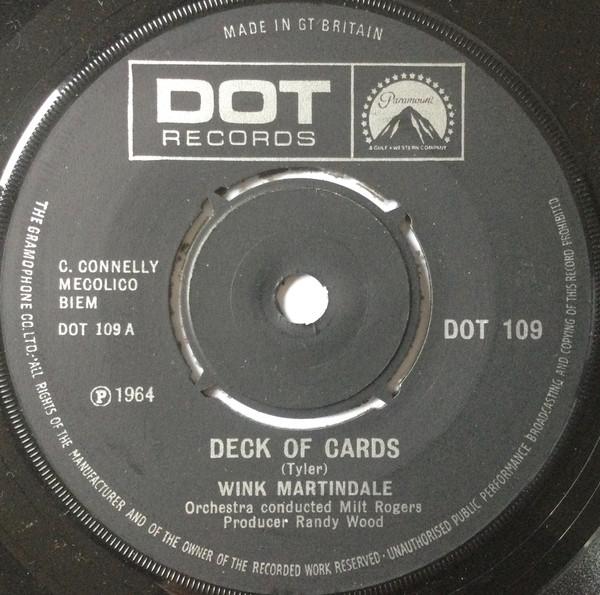 MADE IN GT BRITAIN
DOT
RECORDS
Paramount
A GULF + WESTERN COMPANY
C. CONNELLY
MECOLICO
BIEM
DOT 109 A
DOT 109
Ⓟ 1964
DECK OF CARDS
(Tyler)
WINK MARTINDALE
Orchestra conducted Milt Rogers
Producer Randy Wood
THE GRAMOPHONE CO. LTD. · ALL RIGHTS OF THE MANUFACTURER AND OF THE OWNER OF THE RECORDED WORK RESERVED · UNAUTHORISED PUBLIC PERFORMANCE BROADCASTING AND COPYING OF THIS RECORD PROHIBITED